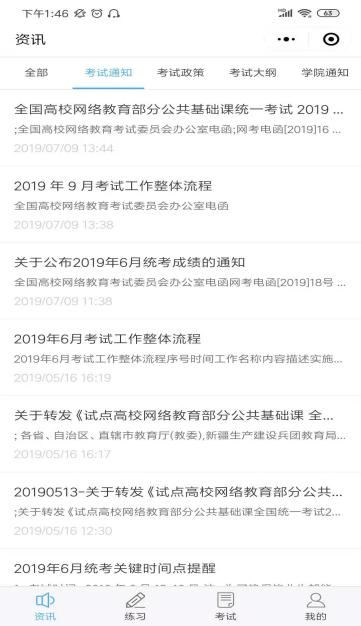 下午1:46
63
资讯
全部 考试通知 考试政策 考试大纲 学院通知
全国高校网络教育部分公共基础课统一考试 2019 ...
;全国高校网络教育考试委员会办公室电函;网考电函[2019]16 ...
2019/07/09 13:44
2019 年 9 月考试工作整体流程
全国高校网络教育考试委员会办公室电函
2019/07/09 13:38
关于公布2019年6月统考成绩的通知
全国高校网络教育考试委员会办公室电函网考电函[2019]18号 ...
2019/07/09 11:38
2019年6月考试工作整体流程
2019年6月考试工作整体流程序号时间工作名称内容描述实施...
2019/05/16 16:19
关于转发《试点高校网络教育部分公共基础课 全...
; 各省、自治区、直辖市教育厅(教委),新疆生产建设兵团教育局...
2019/05/16 16:17
20190513-关于转发《试点高校网络教育部分公共...
;关于转发《试点高校网络教育部分公共基础课全国统一考试2...
2019/05/16 12:30
2019年6月统考关键时间点提醒
资讯 练习 考试 我的